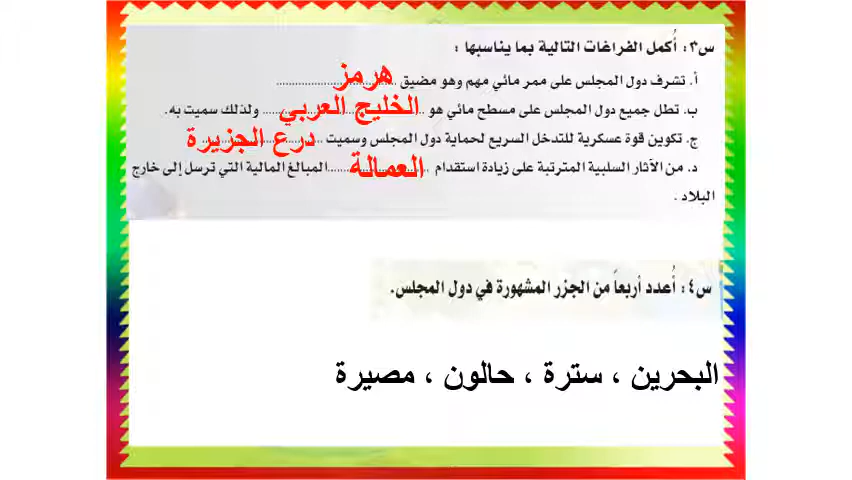 س٣ : أُكمل الفراغات التالية بما يناسبها :
أ. تشرف دول المجلس على ممر مائي مهم وهو مضيق هرمز
ب. تطل جميع دول المجلس على مسطح مائي هو الخليج العربي ولذلك سميت به.
ج. تكوين قوة عسكرية للتدخل السريع لحماية دول المجلس وسميت درع الجزيرة
د. من الآثار السلبية المترتبة على زيادة استقدام العمالة المبالغ المالية التي ترسل إلى خارج
البلاد .
س٤ : أُعدد أربعاً من الجزر المشهورة في دول المجلس.
البحرين ، سترة ، حالون ، مصيرة